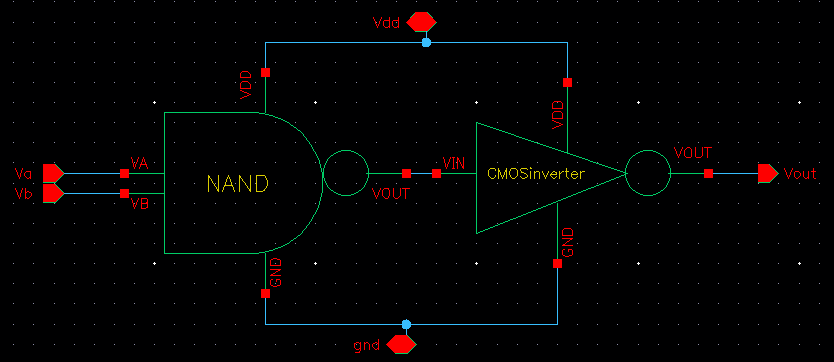 Vdd
VDD
VDD
Va
VA
VIN
VOUT
NAND
CMOSinverter
Vout
Vb
VB
VOUT
GND
GND
gnd